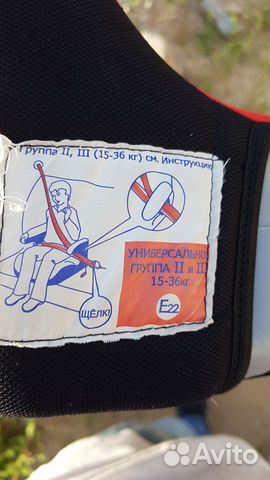 Группа II, III (15-36 кг) см. Инструкцию
УНИВЕРСАЛЬНО
ГРУППА II и III
15-36кг
E22
ЩЁЛК!
Avito